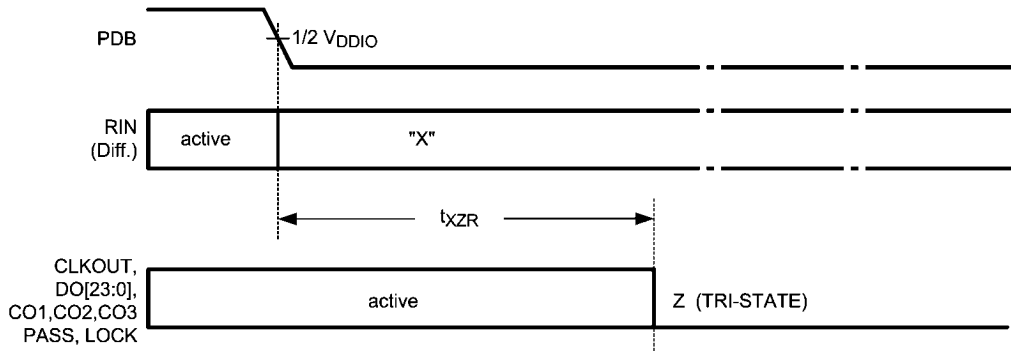 PDB
1/2 VDDIO
RIN
(Diff.)
active
"X"
tXZR
CLKOUT,
DO[23:0],
CO1,CO2,CO3
PASS, LOCK
active
Z (TRI-STATE)